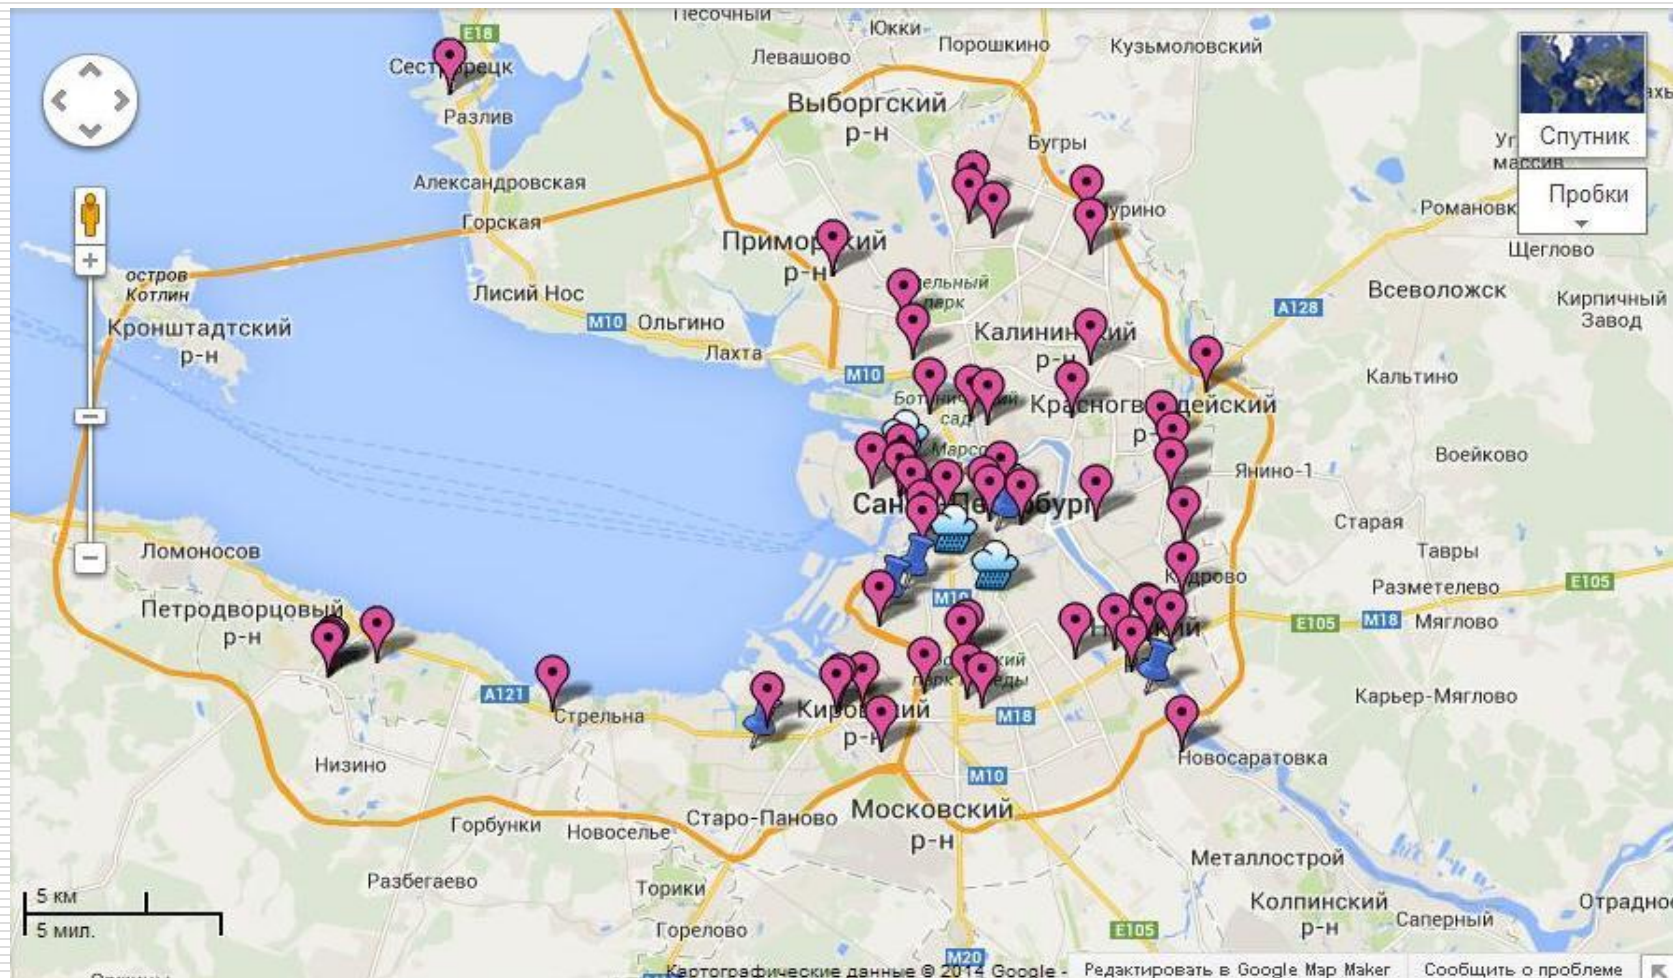 Песочный
E18
Юкки
Порошкино
Кузьмоловский
Левашово
Сестрорецк
Спутник
Выборгский
р-н
Разлив
Бугры
массив
Александровская
Пробки
Горская
Приморский
р-н
Щеглово
остров
Котлин
Лисий Нос
парк
Всеволожск
Кирпичный
Завод
A128
M10
Ольгино
Кронштадтский
р-н
Калининский
р-н
Лахта
M10
Кальтино
Ботанический
сад
Красногвардейский
Воейково
Янино-1
Санкт-Петербург
Старая
Ломоносов
Тавры
Кудрово
Разметелево
E105
M10
Петродворцовый
р-н
E105
M18
Мяглово
Невский
A121
Стрельна
Кировский
р-н
M18
Карьер-Мяглово
Низино
Новосаратовка
M10
Московский
р-н
Горбунки
Новоселье
Старо-Паново
Металлострой
Разбегаево
Торики
Колпинский
р-н
Саперный
5 км
5 мил.
Горелово
E105
M20
Картографические данные © 2014 Google -
Редактировать в Google Map Maker
Сообщить о проблеме